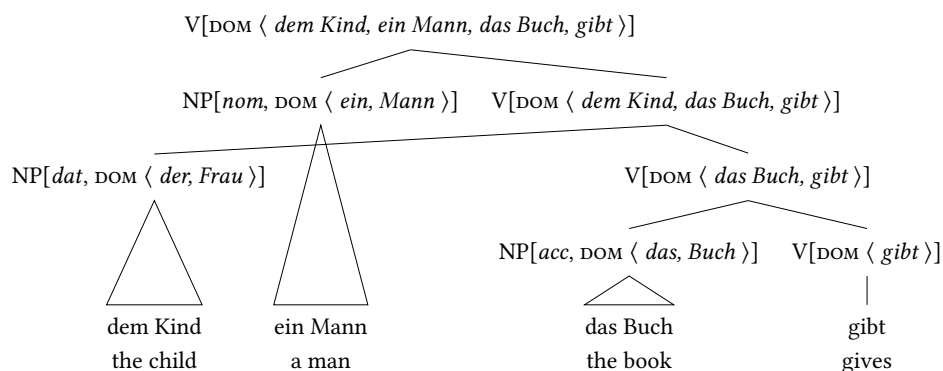 V[DOM ⟨ dem Kind, ein Mann, das Buch, gibt ⟩]
NP[nom, DOM ⟨ ein, Mann ⟩] V[DOM ⟨ dem Kind, das Buch, gibt ⟩]
NP[dat, DOM ⟨ der, Frau ⟩] V[DOM ⟨ das Buch, gibt ⟩]
NP[acc, DOM ⟨ das, Buch ⟩] V[DOM ⟨ gibt ⟩]
dem Kind ein Mann das Buch gibt
the child a man the book gives